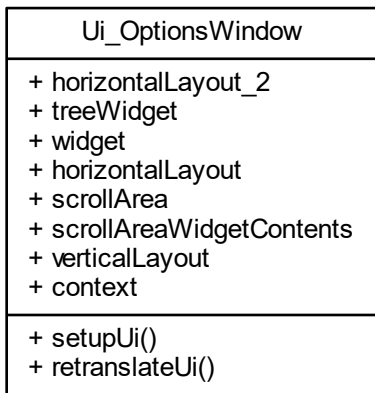 Ui_OptionsWindow
+ horizontalLayout_2
+ treeWidget
+ widget
+ horizontalLayout
+ scrollArea
+ scrollAreaWidgetContents
+ verticalLayout
+ context
+ setupUi()
+ retranslateUi()